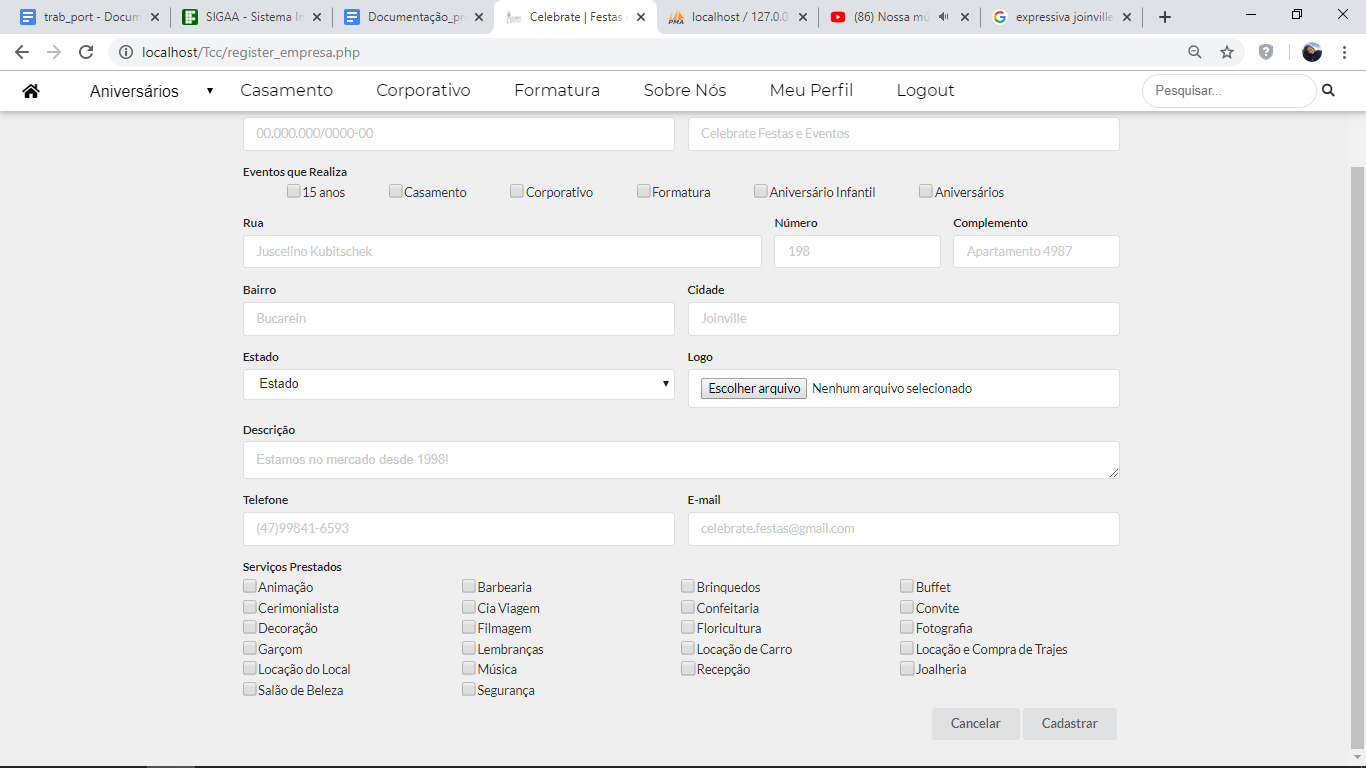 trab_port - Docum
SIGAA - Sistema In
Documentação_pr
Celebrate | Festas
localhost / 127.0.0
(86) Nossa mú
expressiva joinville
localhost/Tcc/register_empresa.php
Aniversários Casamento Corporativo Formatura Sobre Nós Meu Perfil Logout Pesquisar...
00.000.000/0000-00 Celebrate Festas e Eventos
Eventos que Realiza
15 anos Casamento Corporativo Formatura Aniversário Infantil Aniversários
Rua Número Complemento
Juscelino Kubitschek 198 Apartamento 4987
Bairro Cidade
Bucarein Joinville
Estado Logo
Estado Escolher arquivo Nenhum arquivo selecionado
Descrição
Estamos no mercado desde 1998!
Telefone E-mail
(47)99841-6593 celebrate.festas@gmail.com
Serviços Prestados
Animação Barbearia Brinquedos Buffet
Cerimonialista Cia Viagem Confeitaria Convite
Decoração Filmagem Floricultura Fotografia
Garçom Lembranças Locação de Carro Locação e Compra de Trajes
Locação do Local Música Recepção Joalheria
Salão de Beleza Segurança
Cancelar Cadastrar